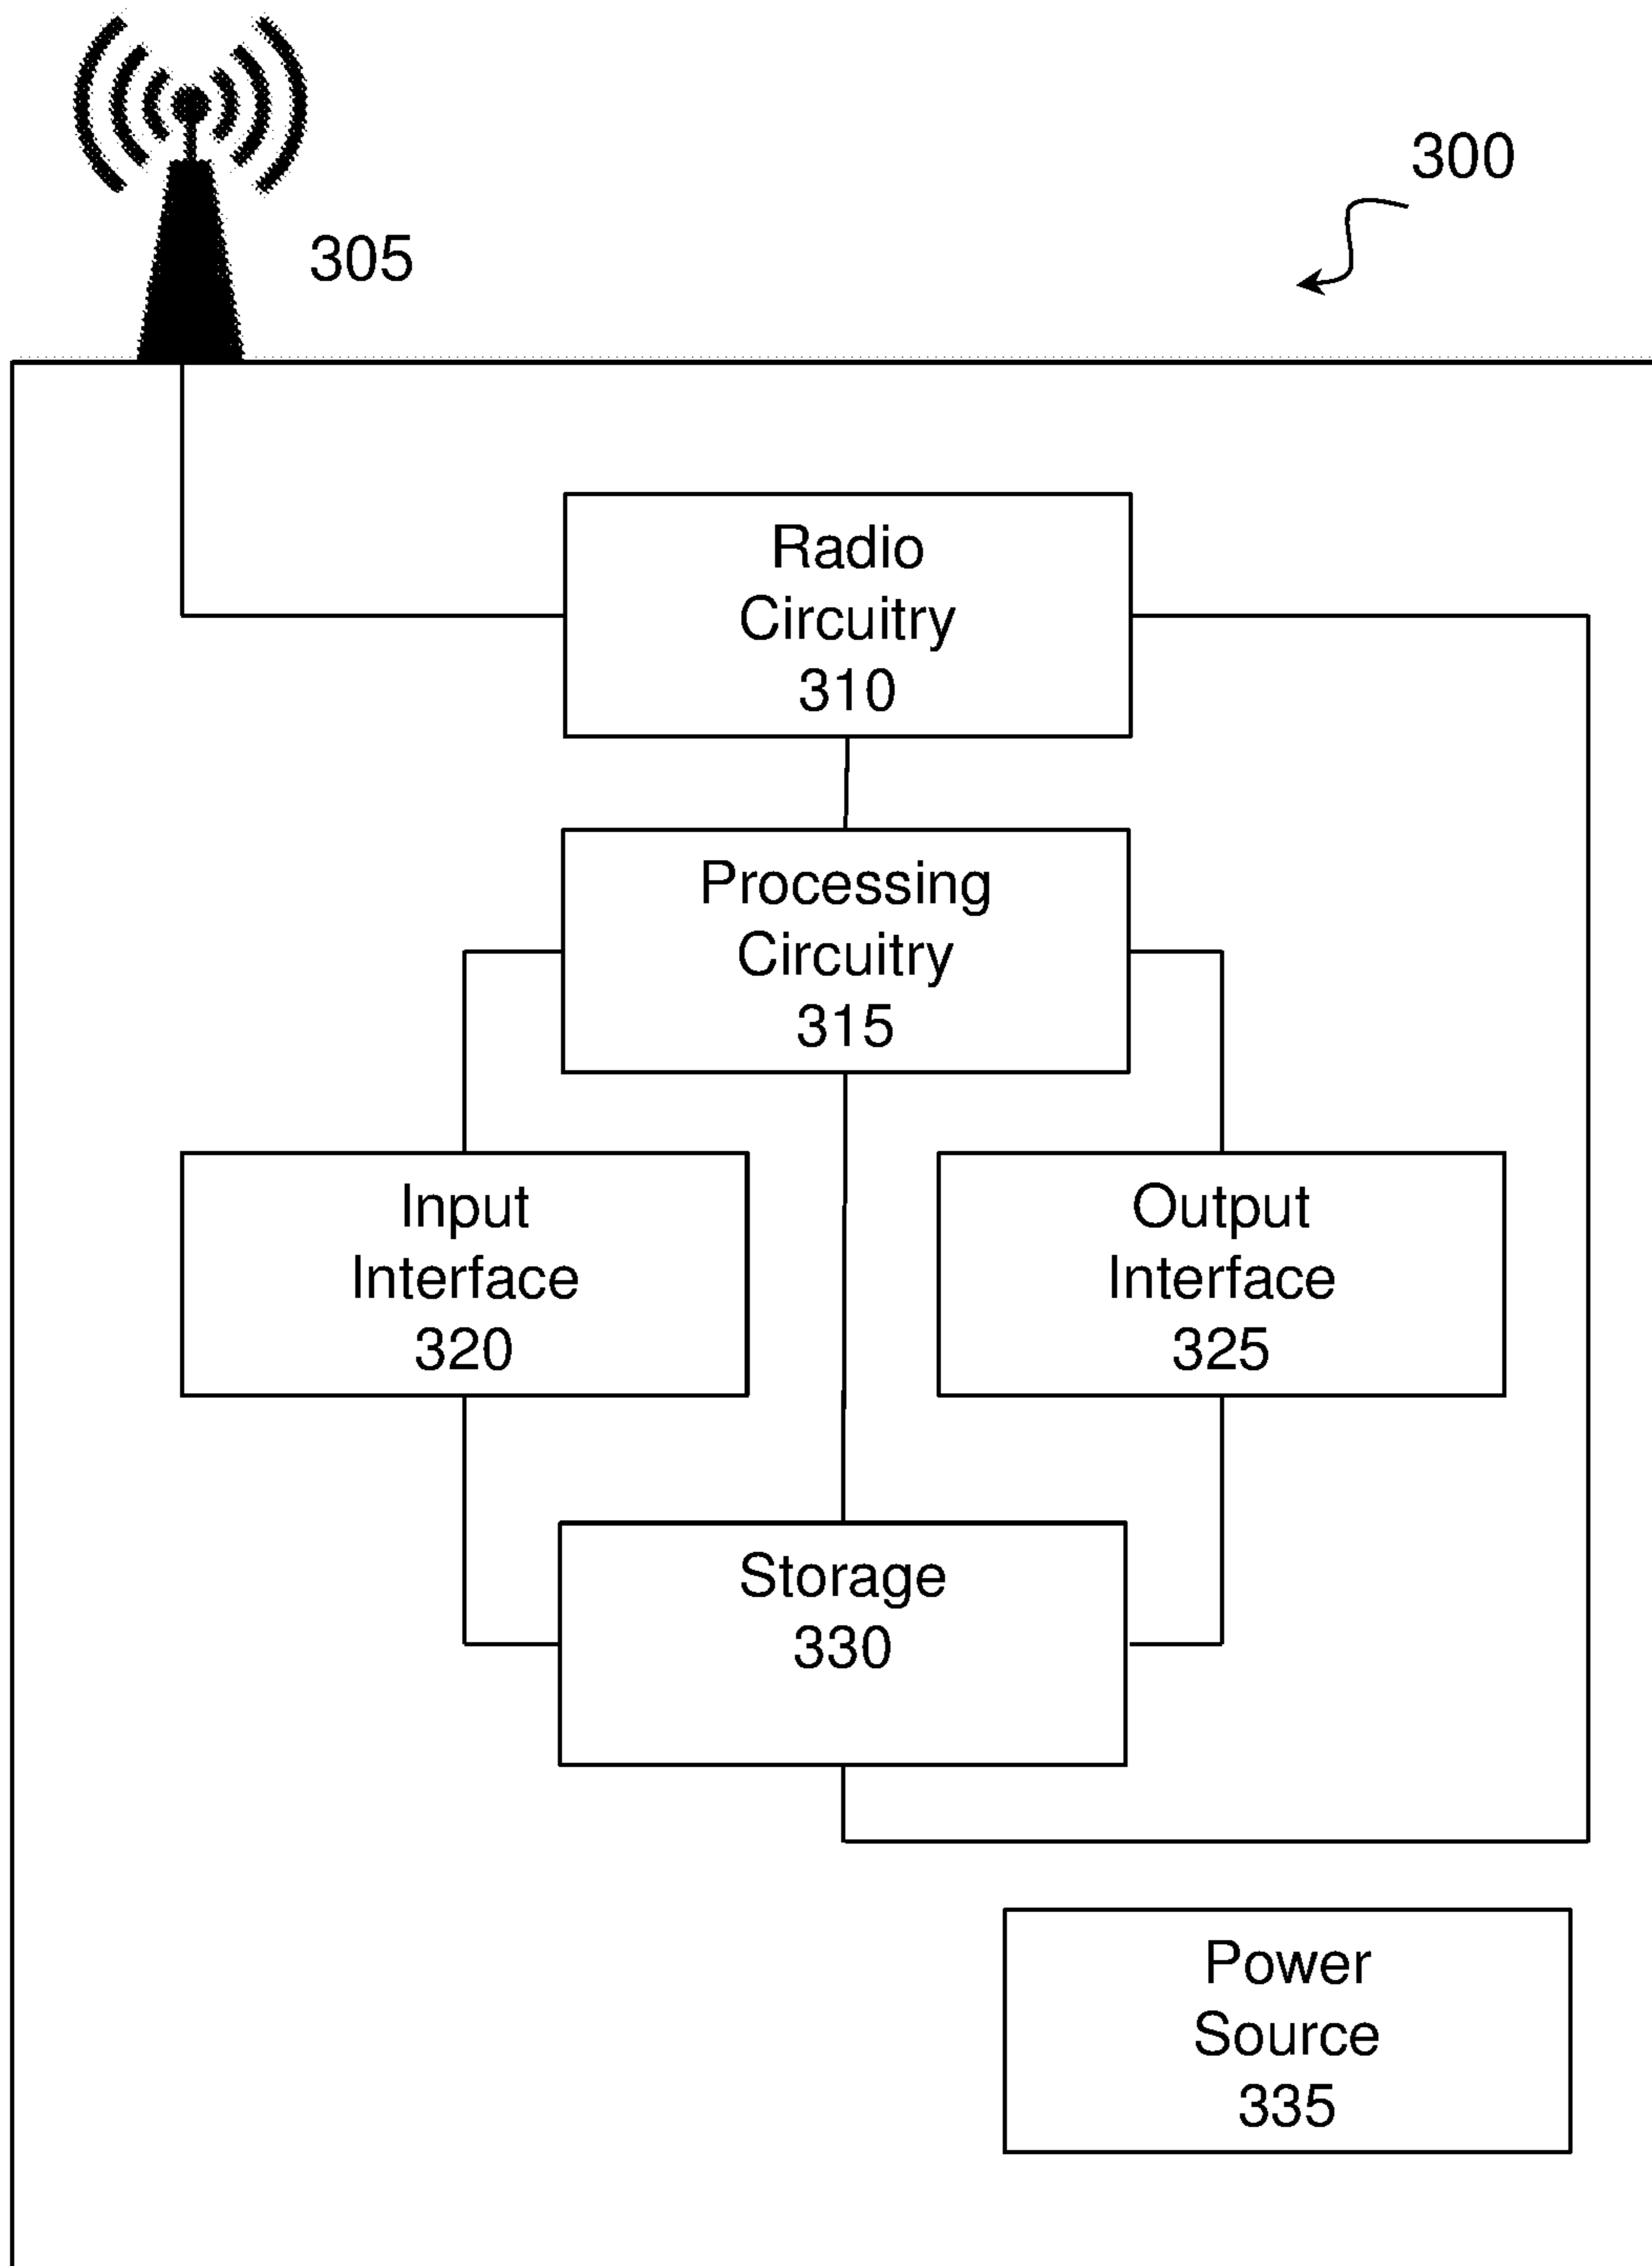 300
305
Radio
Circuitry
310
Processing
Circuitry
315
Input
Interface
320
Output
Interface
325
Storage
330
Power
Source
335